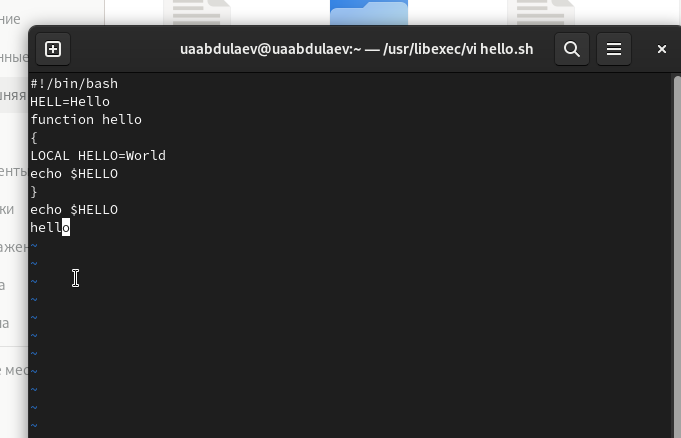 ние
uaabdulaev@uaabdulaev:~ — /usr/libexec/vi hello.sh
#!/bin/bash
HELL=Hello
function hello
{
LOCAL HELLO=World
echo $HELLO
}
echo $HELLO
hello
~
~
~
~
~
~
~
~
~
~
~